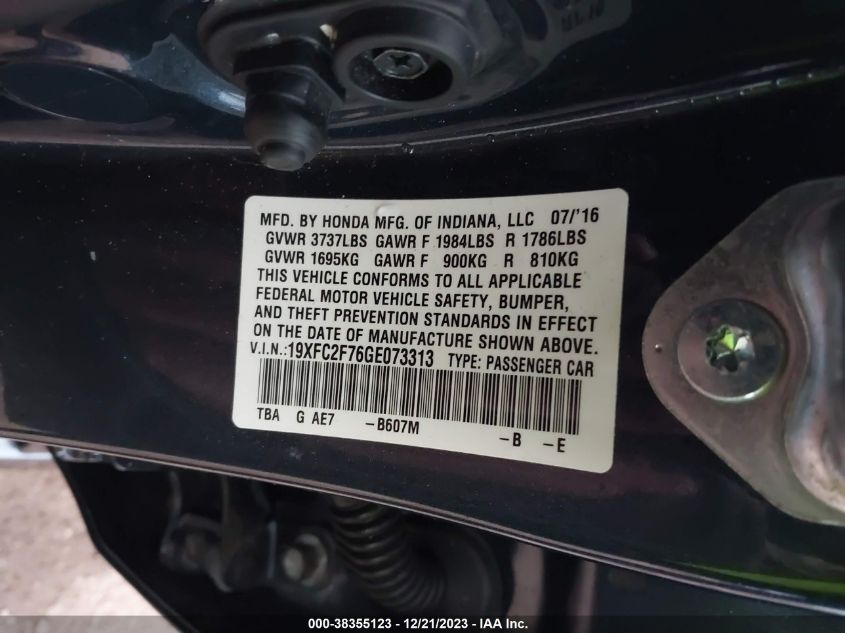 MFD. BY HONDA MFG. OF INDIANA, LLC 07/'16
GVWR 3737LBS GAWR F 1984LBS R 1786LBS
GVWR 1695KG GAWR F 900KG R 810KG
THIS VEHICLE CONFORMS TO ALL APPLICABLE
FEDERAL MOTOR VEHICLE SAFETY, BUMPER,
AND THEFT PREVENTION STANDARDS IN EFFECT
ON THE DATE OF MANUFACTURE SHOWN ABOVE.
V.I.N.:19XFC2F76GE073313 TYPE: PASSENGER CAR
TBA G AE7 -B607M -B -E
000-38355123 - 12/21/2023 - IAA Inc.